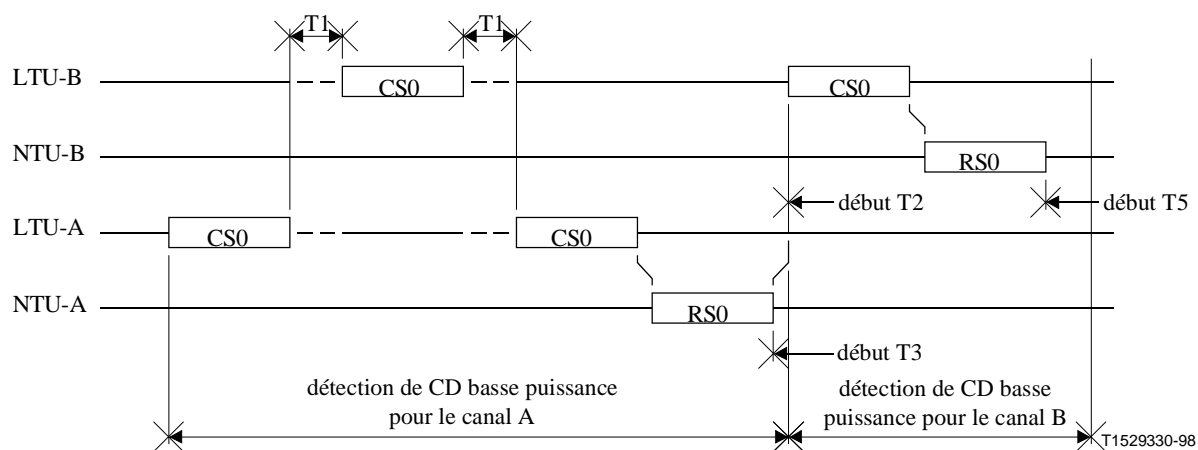 T1
T1
LTU-B
CS0
CS0
NTU-B
RS0
début T2
début T5
LTU-A
CS0
CS0
NTU-A
RS0
début T3
détection de CD basse puissance
pour le canal A
détection de CD basse
puissance pour le canal B
T1529330-98